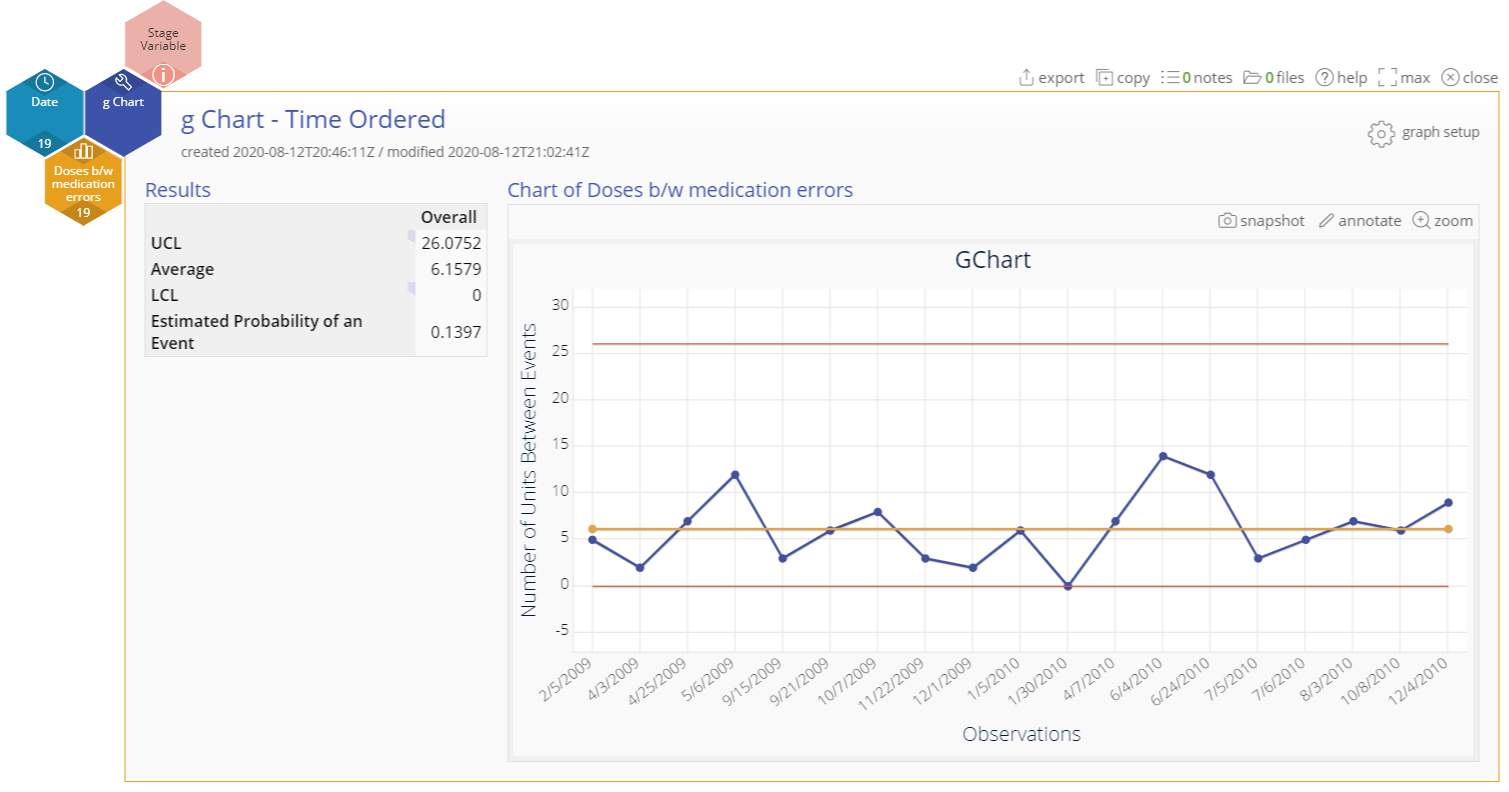 Stage
Variable
Date
19
g Chart
Doses b/w
medication
errors
19
export copy 0 notes 0 files help max close
g Chart - Time Ordered
created 2020-08-12T20:46:11Z / modified 2020-08-12T21:02:41Z
graph setup
Results
Overall
UCL 26.0752
Average 6.1579
LCL 0
Estimated Probability of an
Event 0.1397
Chart of Doses b/w medication errors
snapshot annotate zoom
GChart
Number of Units Between Events
30
25
20
15
10
5
0
-5
2/5/2009 4/3/2009 4/25/2009 5/6/2009 9/15/2009 9/21/2009 10/7/2009 11/22/2009 12/1/2009 1/5/2010 1/30/2010 4/7/2010 6/4/2010 6/24/2010 7/5/2010 7/6/2010 8/3/2010 10/8/2010 12/4/2010
Observations